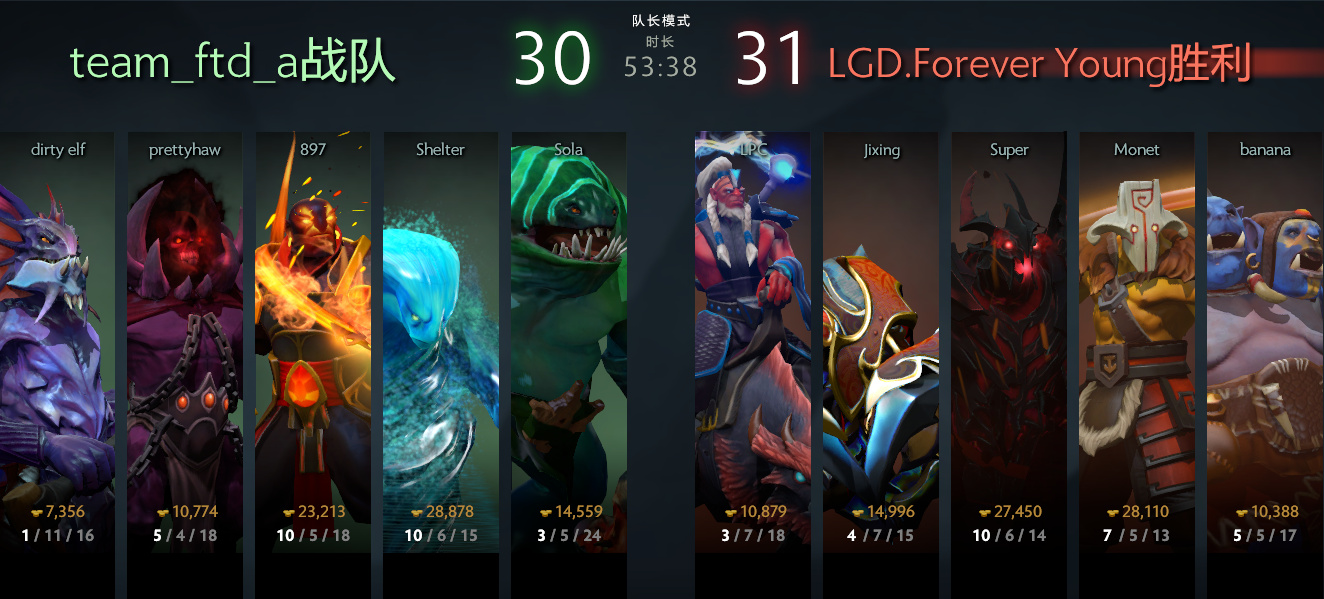 队长模式
team_ftd_a战队 30 时长 53:38 31 LGD.Forever Young胜利
dirty elf prettyhaw 897 Shelter Sola LPC Jixing Super Monet banana
7,356 10,774 23,213 28,878 14,559 10,879 14,996 27,450 28,110 10,388
1 / 11 / 16 5 / 4 / 18 10 / 5 / 18 10 / 6 / 15 3 / 5 / 24 3 / 7 / 18 4 / 7 / 15 10 / 6 / 14 7 / 5 / 13 5 / 5 / 17